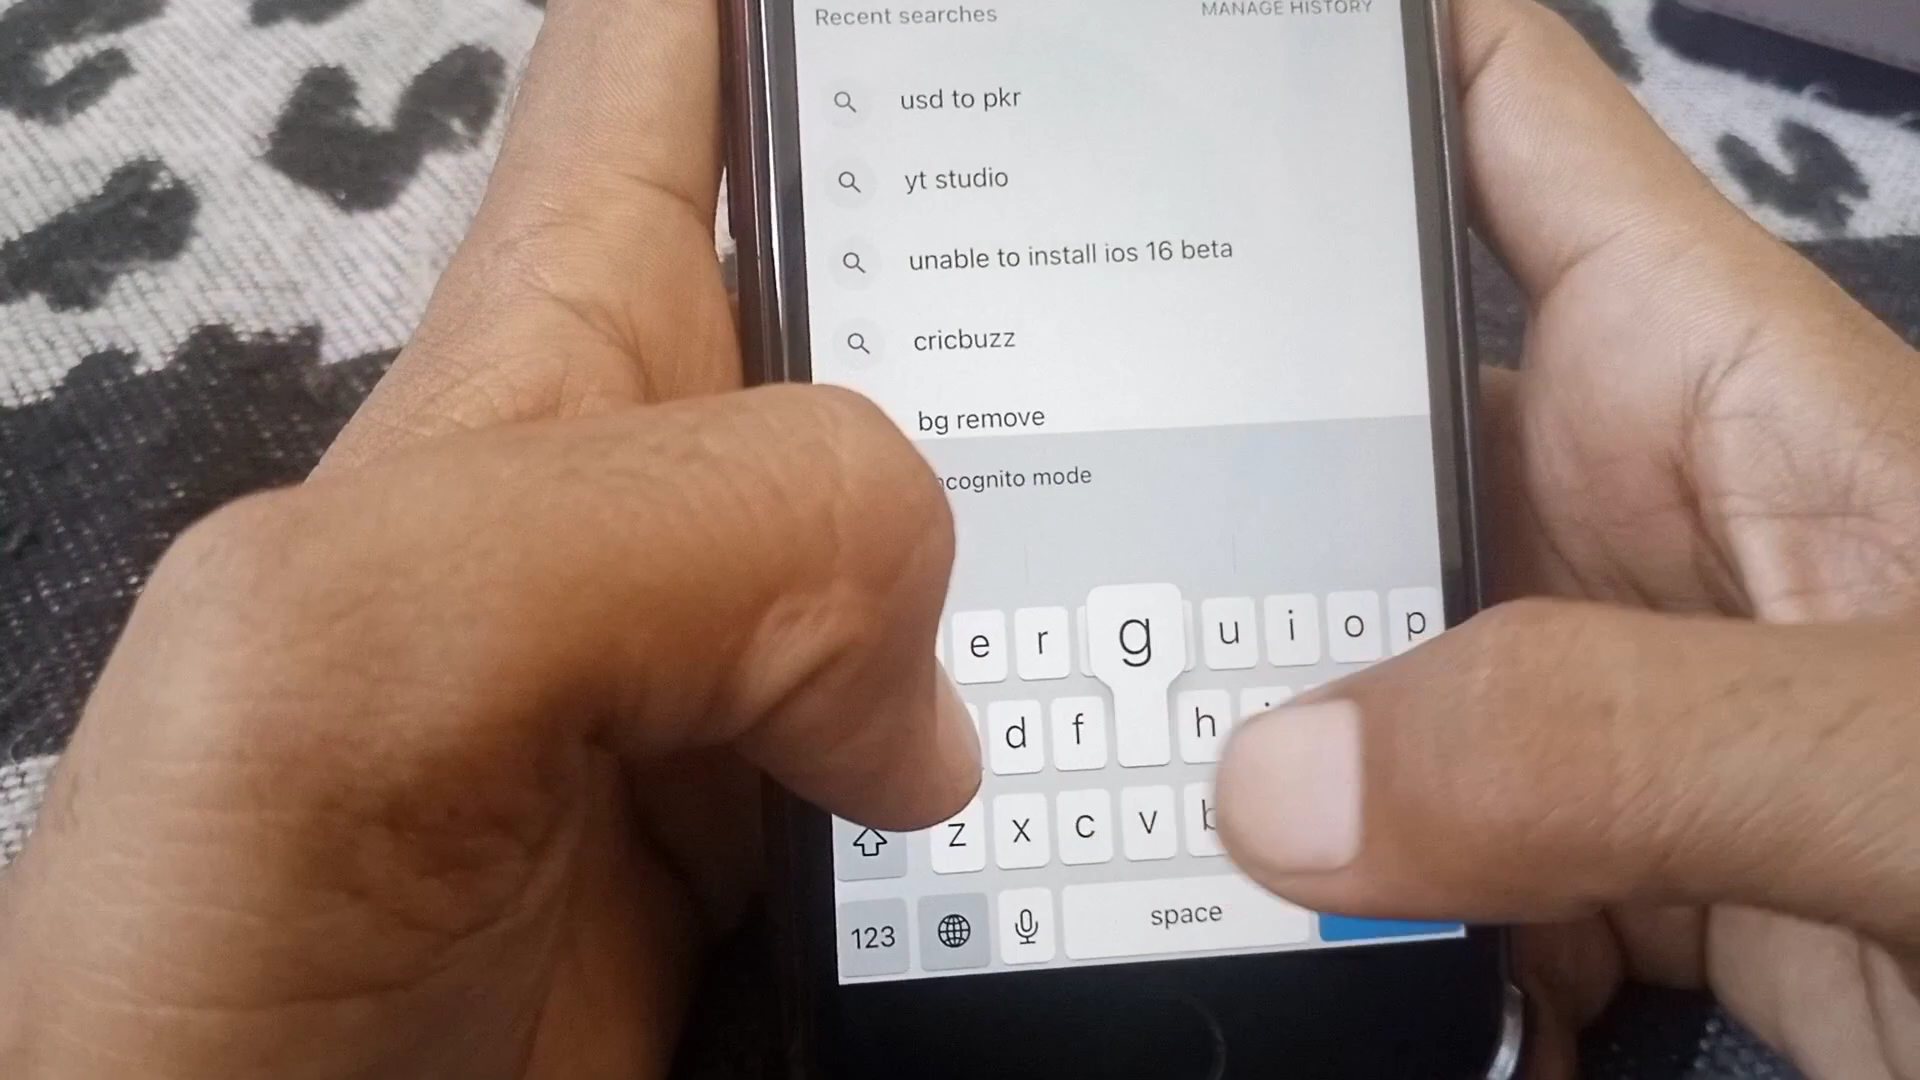 Recent searches MANAGE HISTORY
usd to pkr
yt studio
unable to install ios 16 beta
cricbuzz
bg remove
mode
e r g u i o p
d f h
z x c v
123 space